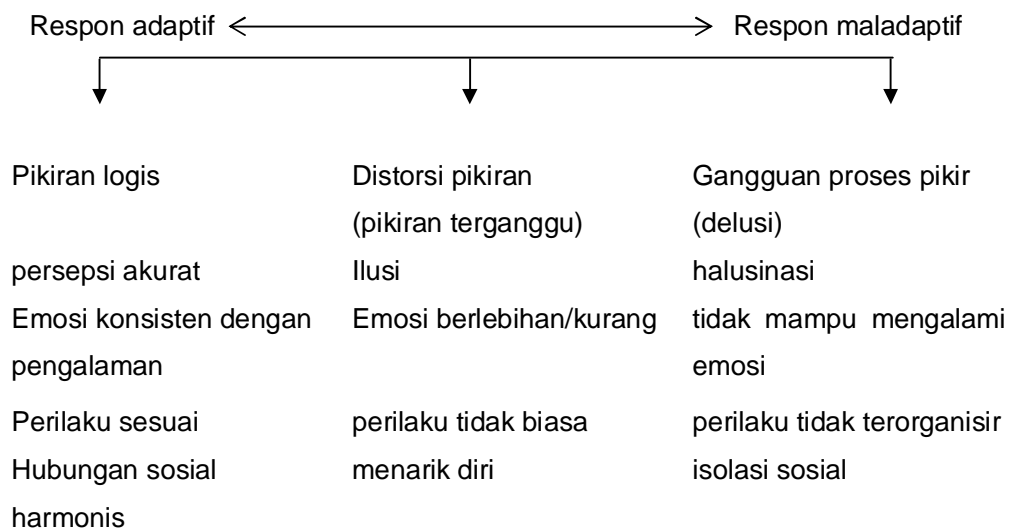 Respon adaptif Respon maladaptif
Pikiran logis Distorsi pikiran Gangguan proses pikir
(pikiran terganggu) (delusi)
persepsi akurat Ilusi halusinasi
Emosi konsisten dengan Emosi berlebihan/kurang tidak mampu mengalami
pengalaman emosi
Perilaku sesuai perilaku tidak biasa perilaku tidak terorganisir
Hubungan sosial menarik diri isolasi sosial
harmonis